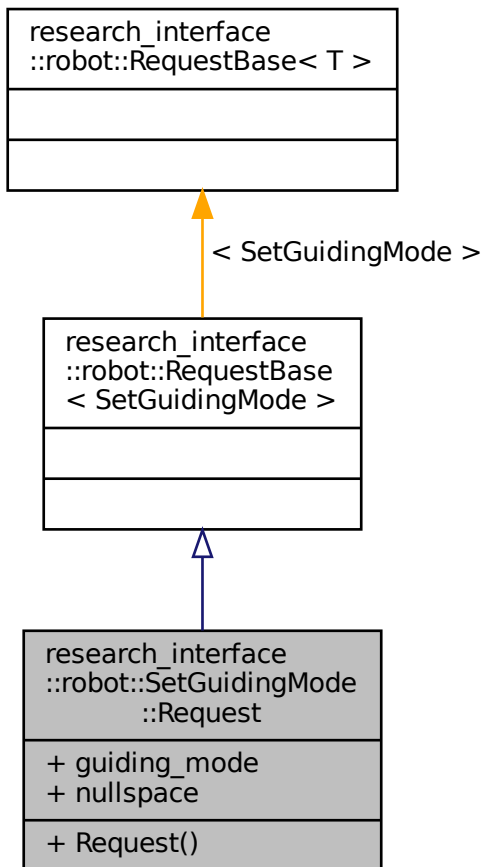 research_interface
::robot::RequestBase< T >
< SetGuidingMode >
research_interface
::robot::RequestBase
< SetGuidingMode >
research_interface
::robot::SetGuidingMode
::Request
+ guiding_mode
+ nullspace
+ Request()